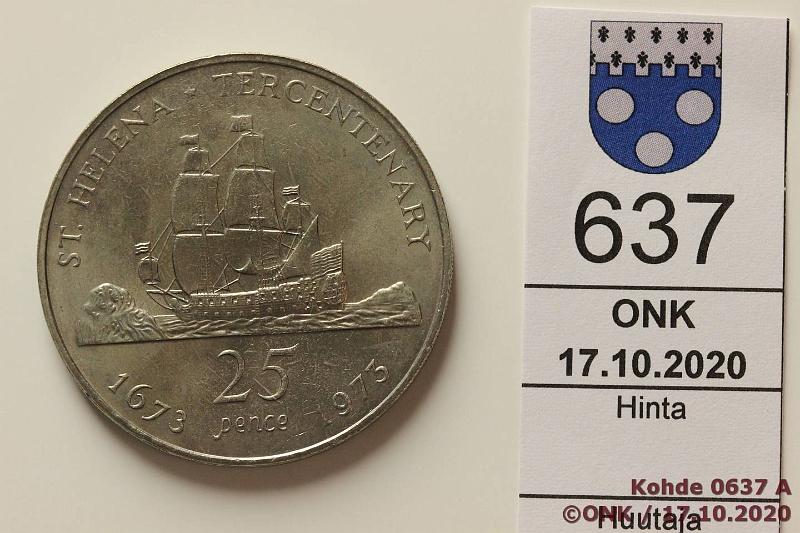 ST. HELENA * TERCENTENARY
25
pence
1673 1973
637
ONK
17.10.2020
Hinta
Kohde 0637 A
©ONK / 17.10.2020
Huutaja